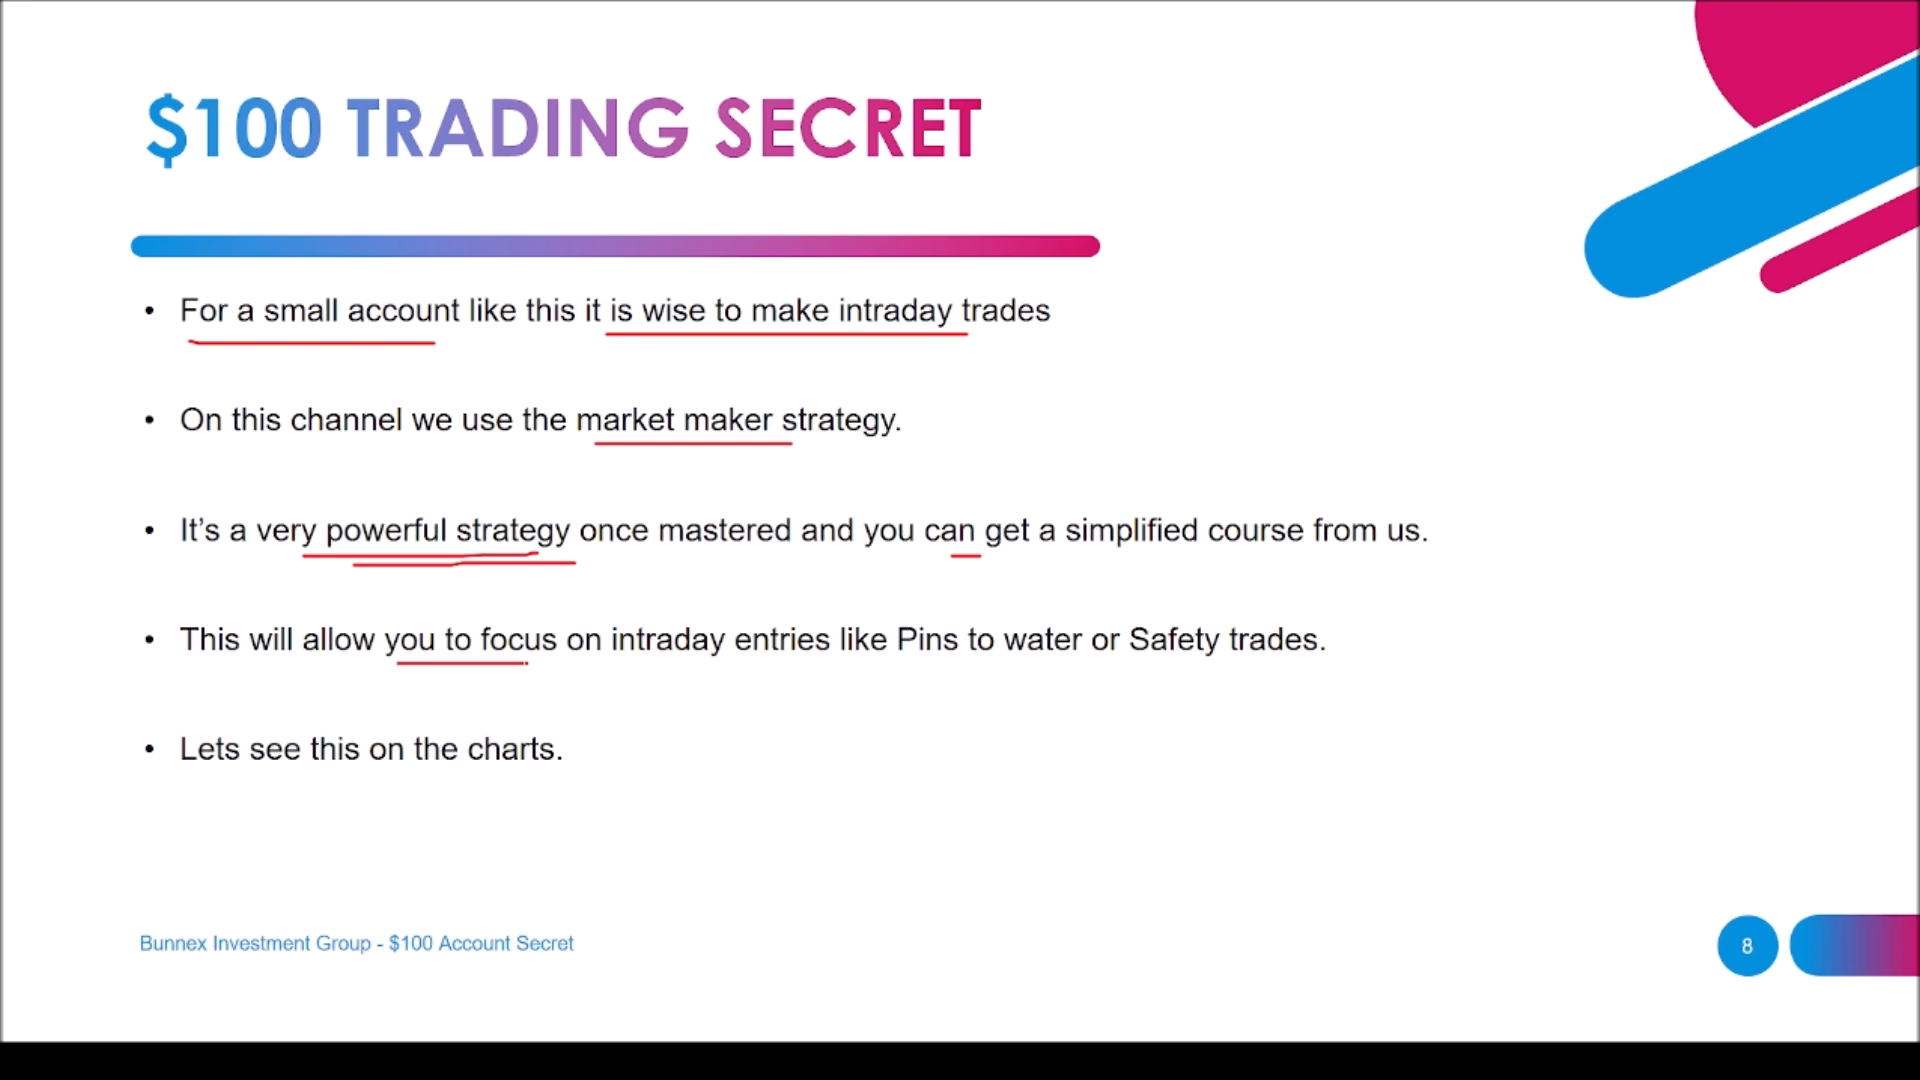 $100 TRADING SECRET
• For a small account like this it is wise to make intraday trades
• On this channel we use the market maker strategy.
• It’s a very powerful strategy once mastered and you can get a simplified course from us.
• This will allow you to focus on intraday entries like Pins to water or Safety trades.
• Lets see this on the charts.
Bunnex Investment Group - $100 Account Secret
8